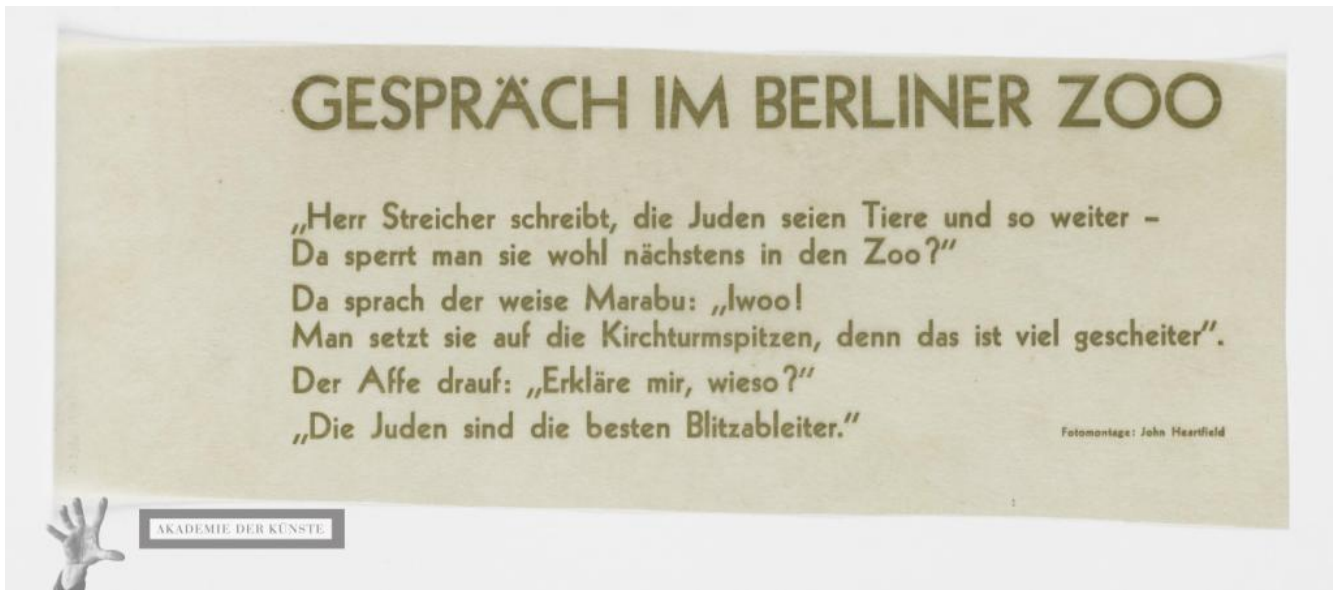 GESPRÄCH IM BERLINER ZOO
„Herr Streicher schreibt, die Juden seien Tiere und so weiter –
Da sperrt man sie wohl nächstens in den Zoo?“
Da sprach der weise Marabu: „Iwoo!
Man setzt sie auf die Kirchturmspitzen, denn das ist viel gescheiter“.
Der Affe drauf: „Erkläre mir, wieso?“
„Die Juden sind die besten Blitzableiter.“
Fotomontage: John Heartfield
AKADEMIE DER KÜNSTE